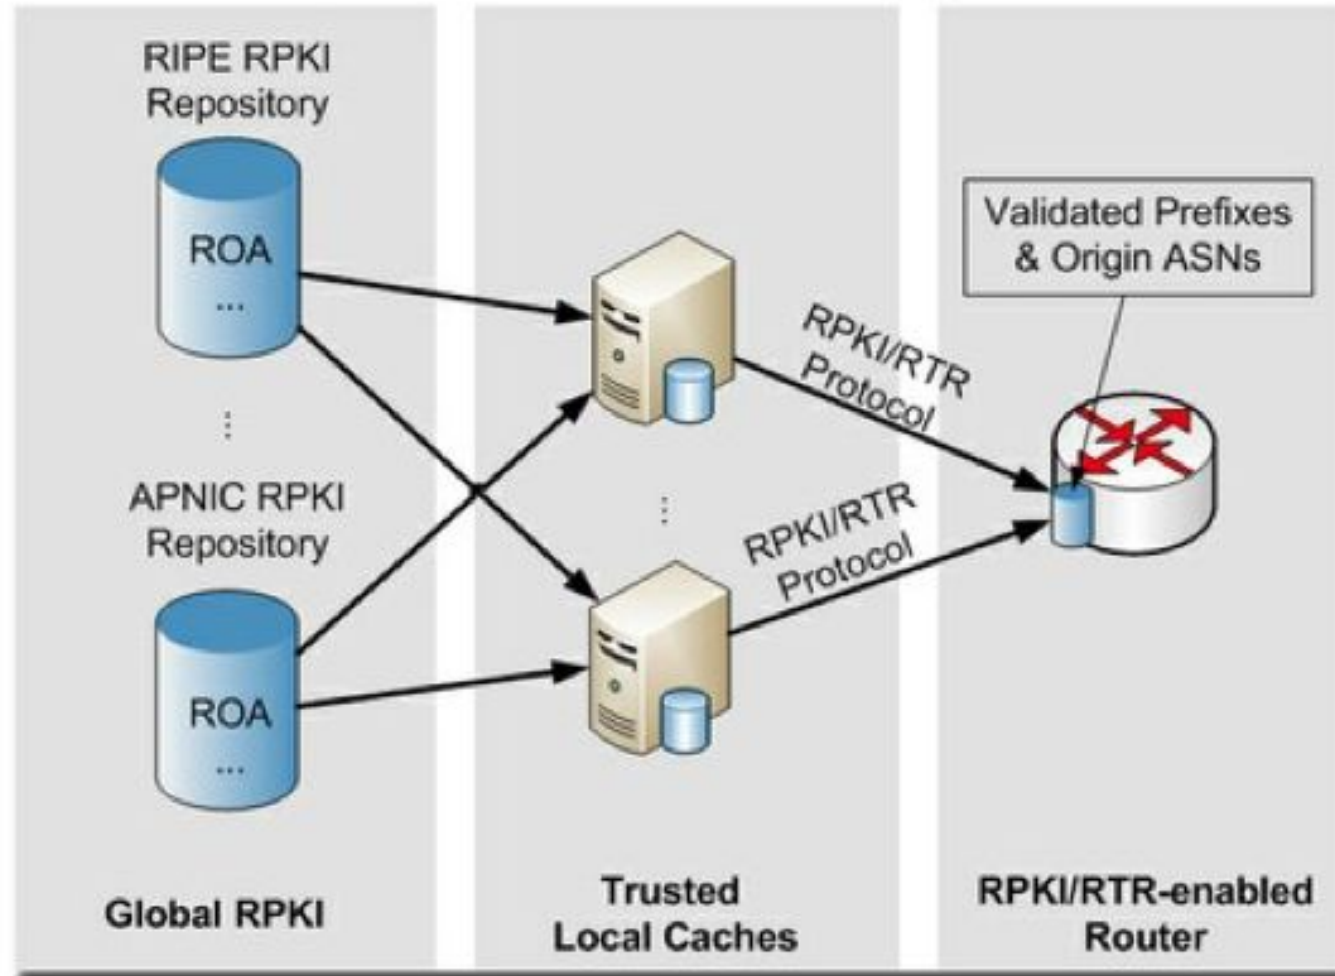 RIPE RPKI
Repository
ROA
...
...
APNIC RPKI
Repository
ROA
...
Global RPKI
...
Trusted
Local Caches
RPKI/RTR
Protocol
RPKI/RTR
Protocol
Validated Prefixes
& Origin ASNs
RPKI/RTR-enabled
Router